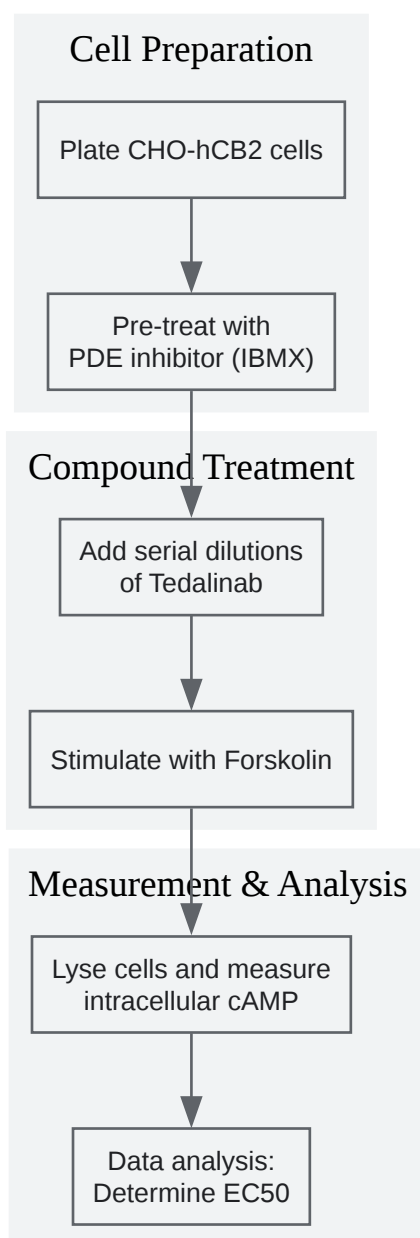 Cell Preparation
Plate CHO-hCB2 cells
Pre-treat with
PDE inhibitor (IBMX)
Compound Treatment
Add serial dilutions
of Tedalinab
Stimulate with Forskolin
Measurement & Analysis
Lyse cells and measure
intracellular cAMP
Data analysis:
Determine EC50